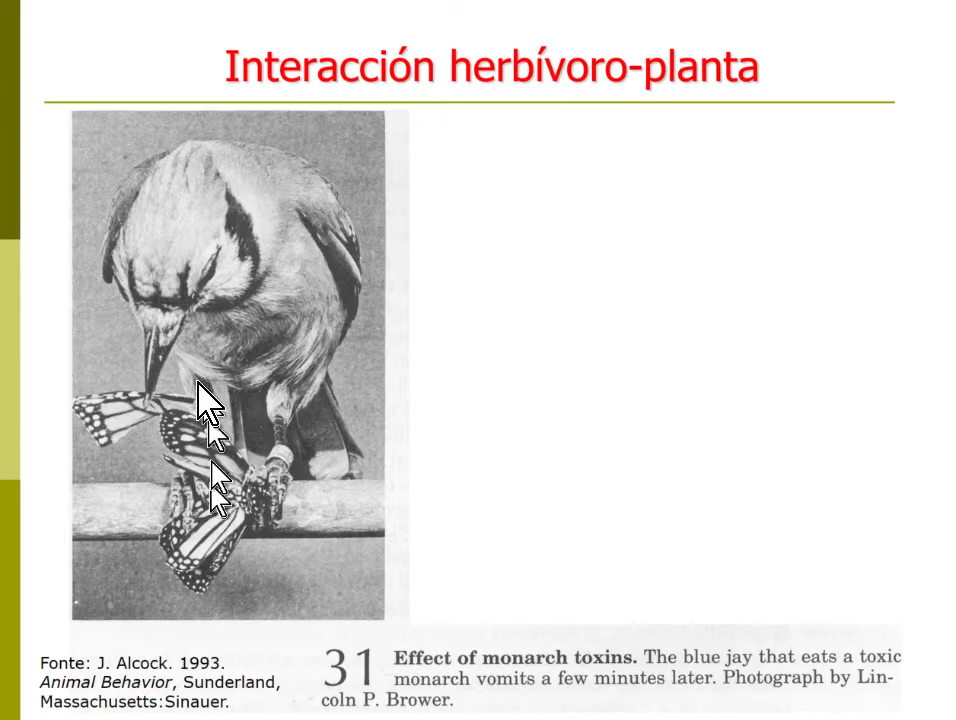 Interacción herbívoro-planta
Fonte: J. Alcock. 1993.
Animal Behavior, Sunderland,
Massachusetts:Sinauer.
31 Effect of monarch toxins. The blue jay that eats a toxic
monarch vomits a few minutes later. Photograph by Lin-
coln P. Brower.